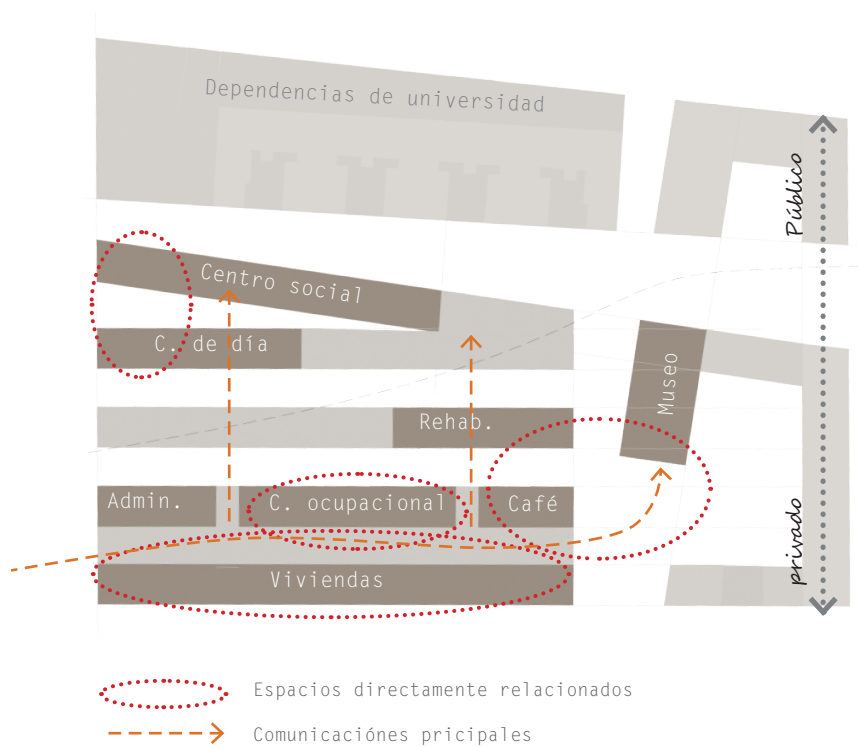 Dependencias de universidad
Público
Centro social
C. de día
Museo
Rehab.
Admin.
C. ocupacional
Café
privado
Viviendas
Espacios directamente relacionados
Comunicaciónes pricipales